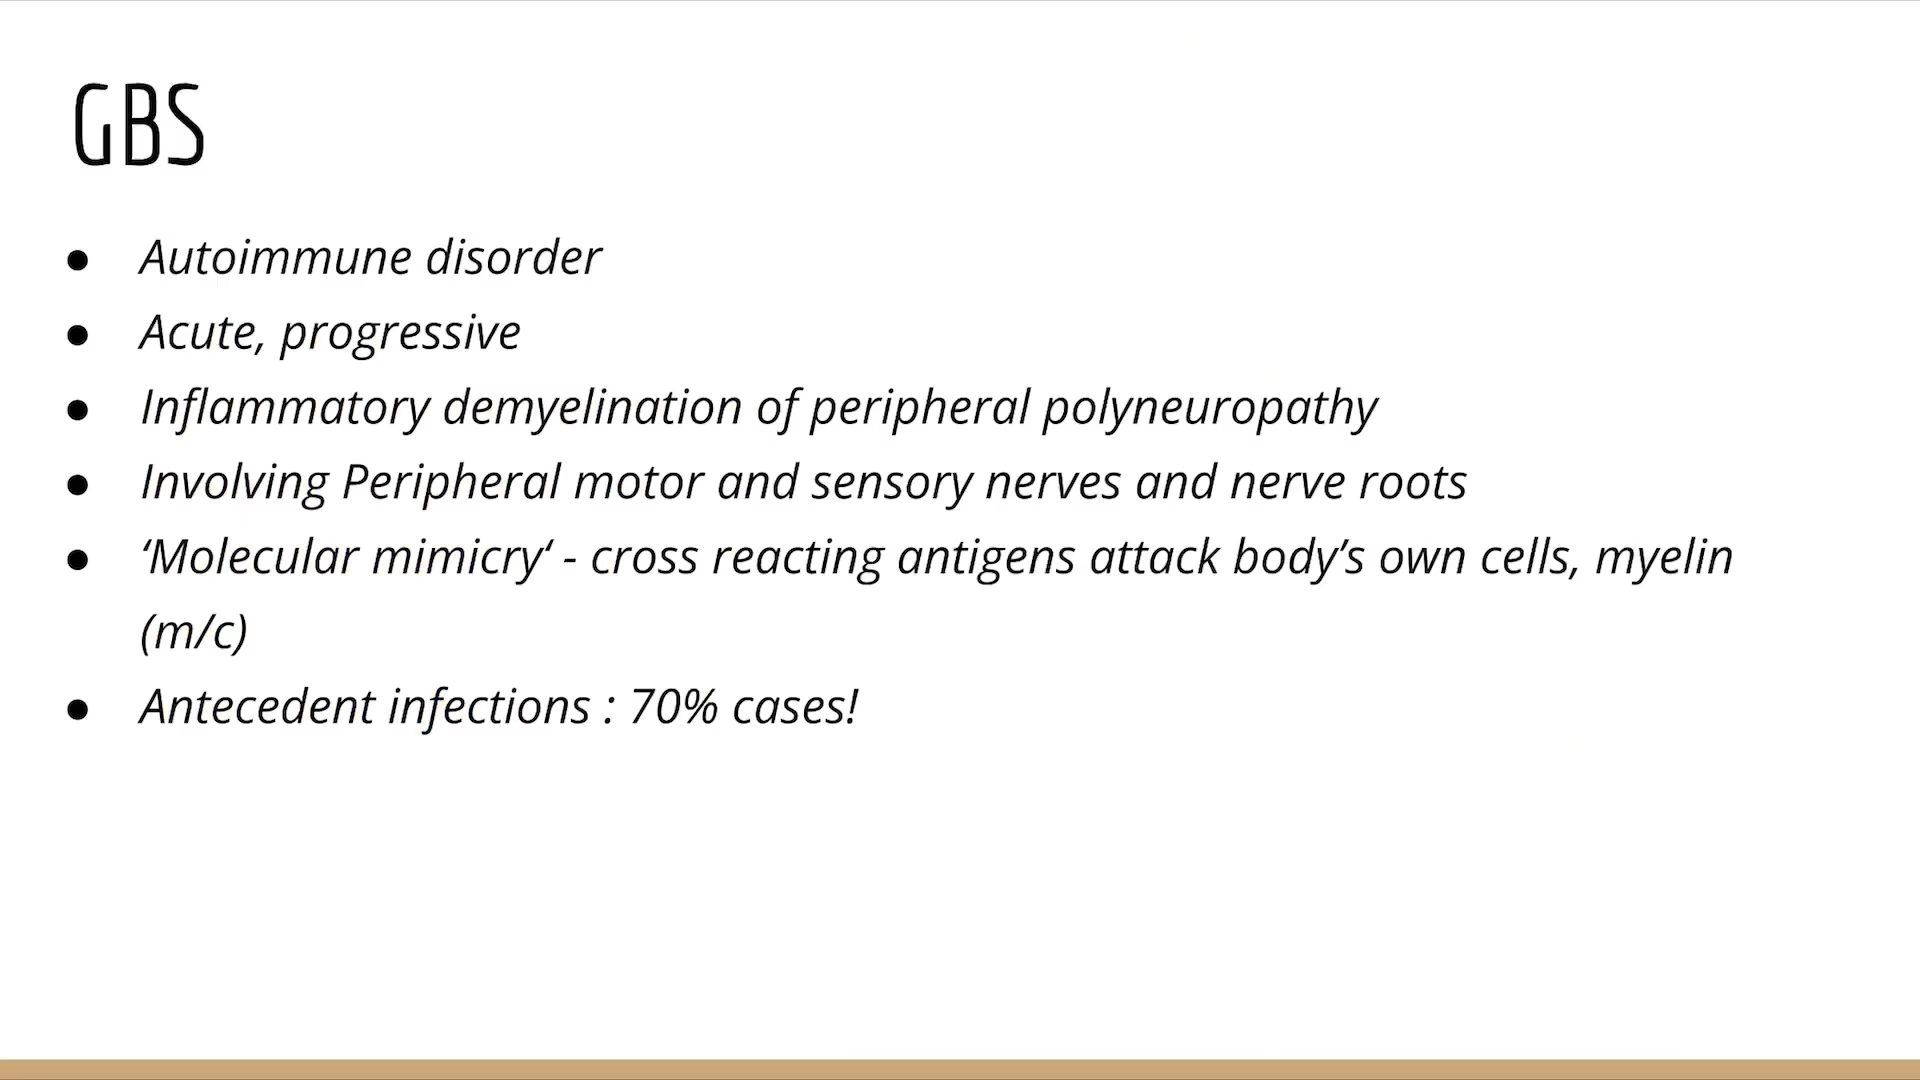 GBS
● Autoimmune disorder
● Acute, progressive
● Inflammatory demyelination of peripheral polyneuropathy
● Involving Peripheral motor and sensory nerves and nerve roots
● ‘Molecular mimicry‘ - cross reacting antigens attack body’s own cells, myelin
(m/c)
● Antecedent infections : 70% cases!